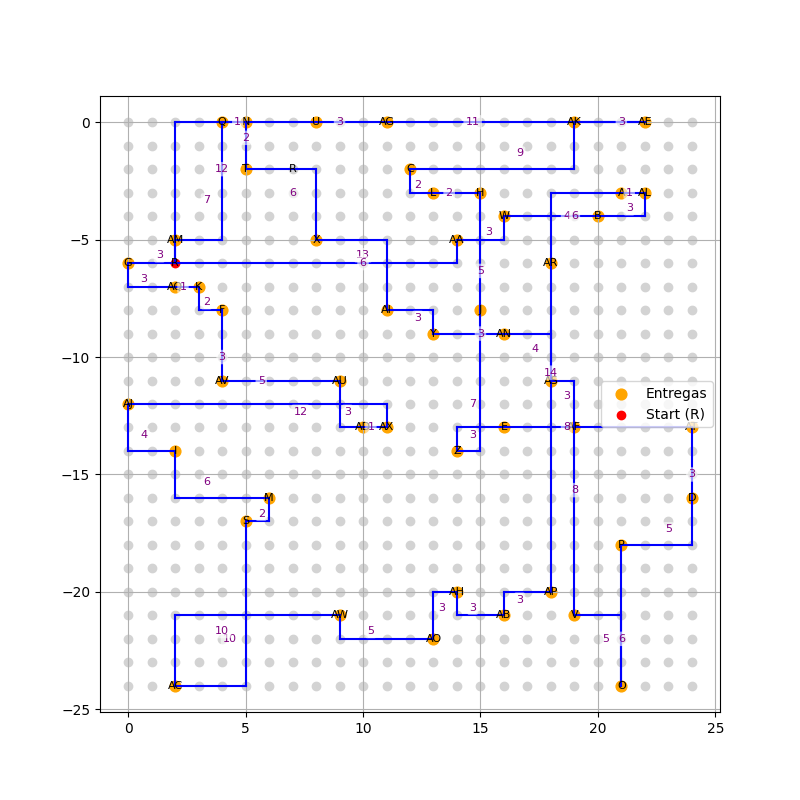 0
−5
−10
−15
−20
−25
0
5
10
15
20
25
Entregas
Start (R)
Q
1
N
U
3
AG
11
AK
3
AE
2
12
T
R
6
9
C
2
L
2
H
A
1
AL
3
W
4
6
B
7
AM
X
AA
3
13
6
3
G
5
AR
3
1
K
2
F
3
AI
3
Y
3
AN
4
14
AV
5
AU
3
12
1
AX
3
AJ
4
7
3
E
8
F
3
Z
6
M
2
S
8
3
D
5
P
AH
AP
3
3
AB
3
V
AW
5
AO
10
10
5
6
O